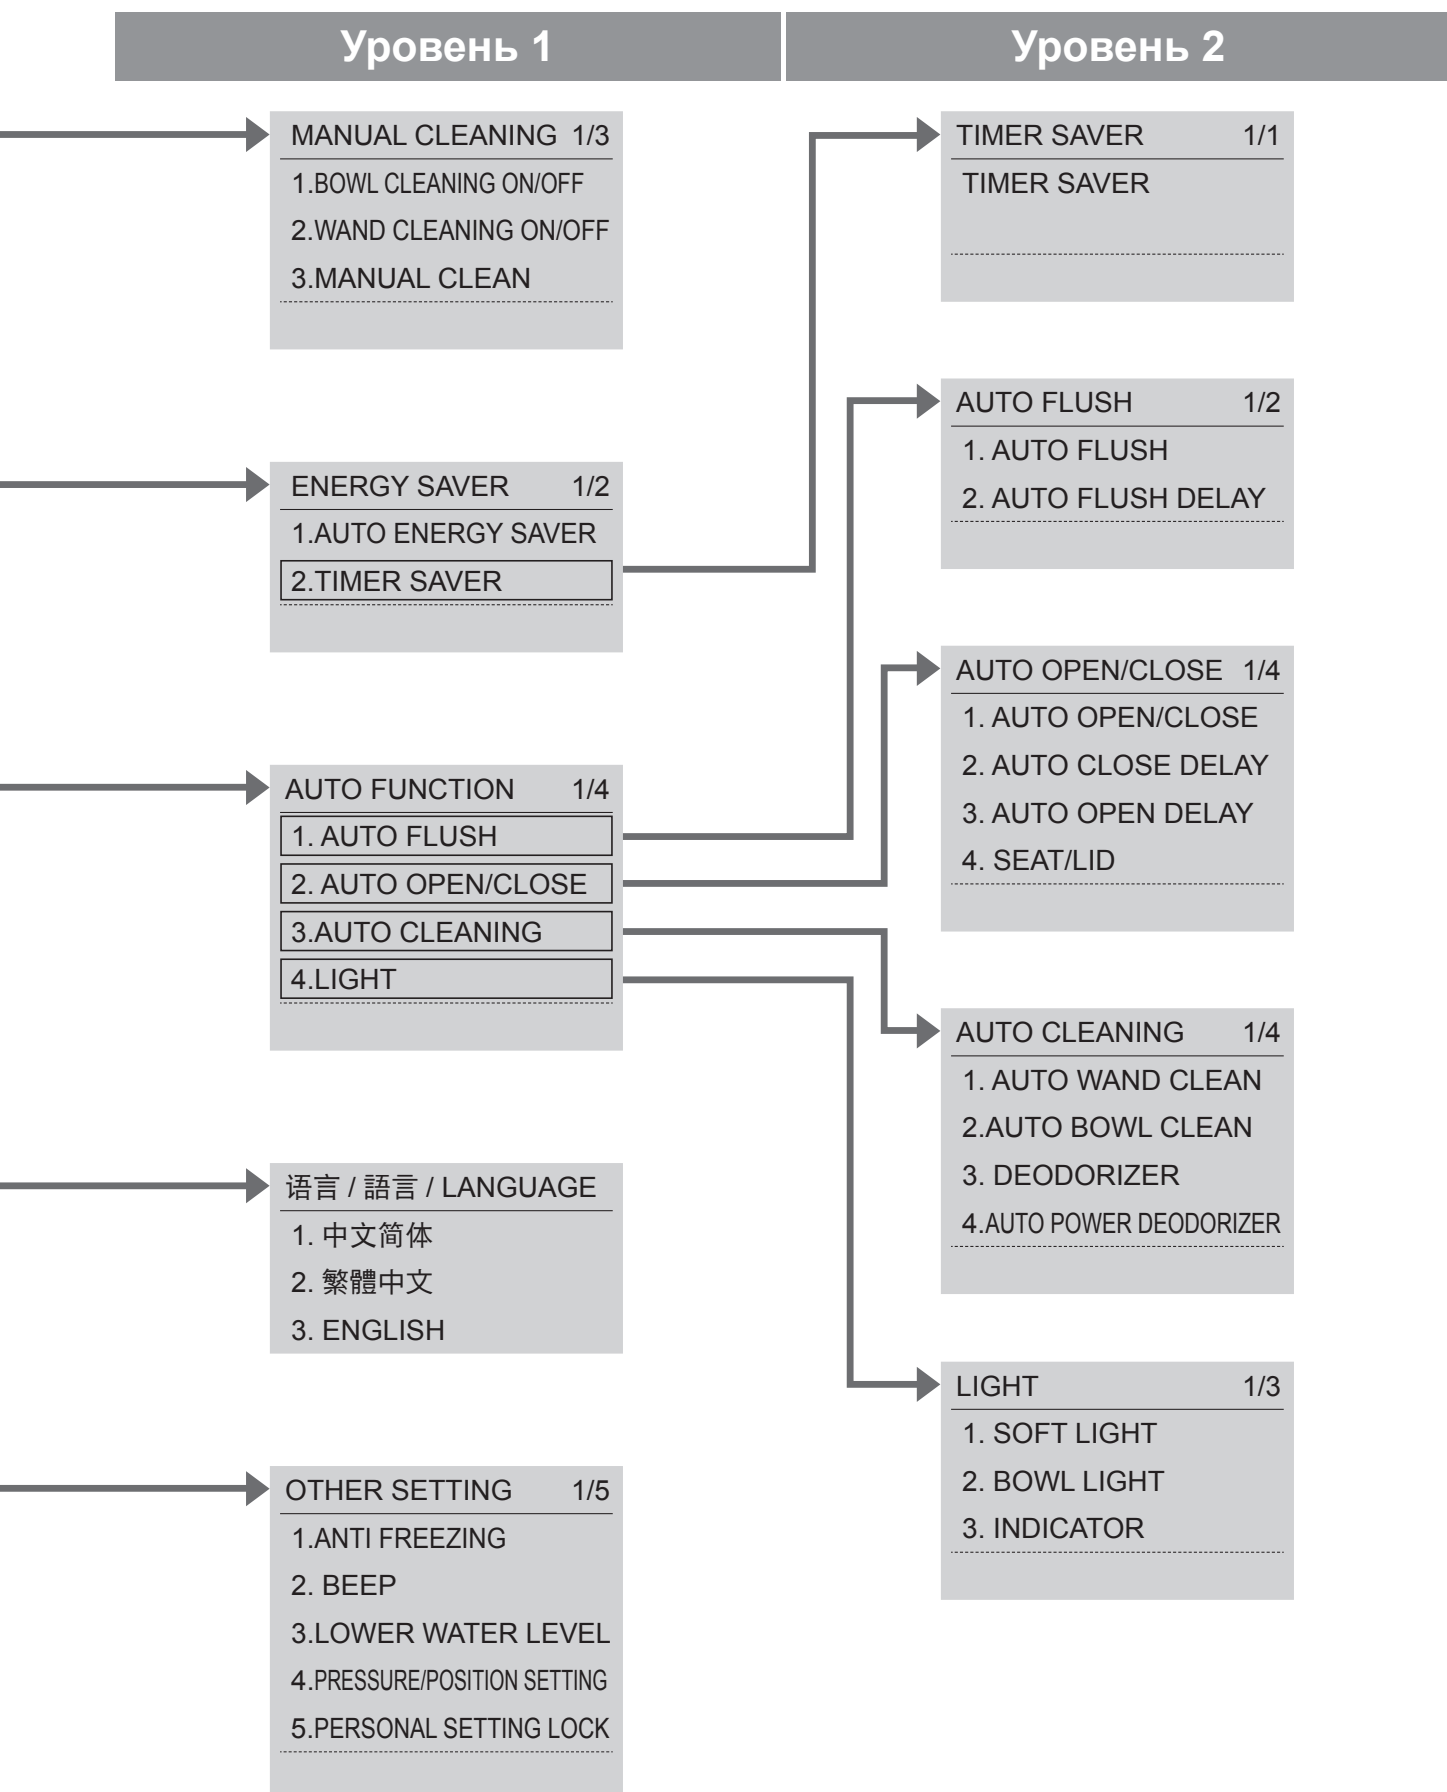 Уровень 1
MANUAL CLEANING 1/3
1.BOWL CLEANING ON/OFF
2.WAND CLEANING ON/OFF
3.MANUAL CLEAN
ENERGY SAVER 1/2
1.AUTO ENERGY SAVER
2.TIMER SAVER
AUTO FUNCTION 1/4
1. AUTO FLUSH
2. AUTO OPEN/CLOSE
3.AUTO CLEANING
4.LIGHT
语言 / 語言 / LANGUAGE
1. 中文简体
2. 繁體中文
3. ENGLISH
OTHER SETTING 1/5
1.ANTI FREEZING
2. BEEP
3.LOWER WATER LEVEL
4.PRESSURE/POSITION SETTING
5.PERSONAL SETTING LOCK
Уровень 2
TIMER SAVER 1/1
TIMER SAVER
AUTO FLUSH 1/2
1. AUTO FLUSH
2. AUTO FLUSH DELAY
AUTO OPEN/CLOSE 1/4
1. AUTO OPEN/CLOSE
2. AUTO CLOSE DELAY
3. AUTO OPEN DELAY
4. SEAT/LID
AUTO CLEANING 1/4
1. AUTO WAND CLEAN
2.AUTO BOWL CLEAN
3. DEODORIZER
4.AUTO POWER DEODORIZER
LIGHT 1/3
1. SOFT LIGHT
2. BOWL LIGHT
3. INDICATOR